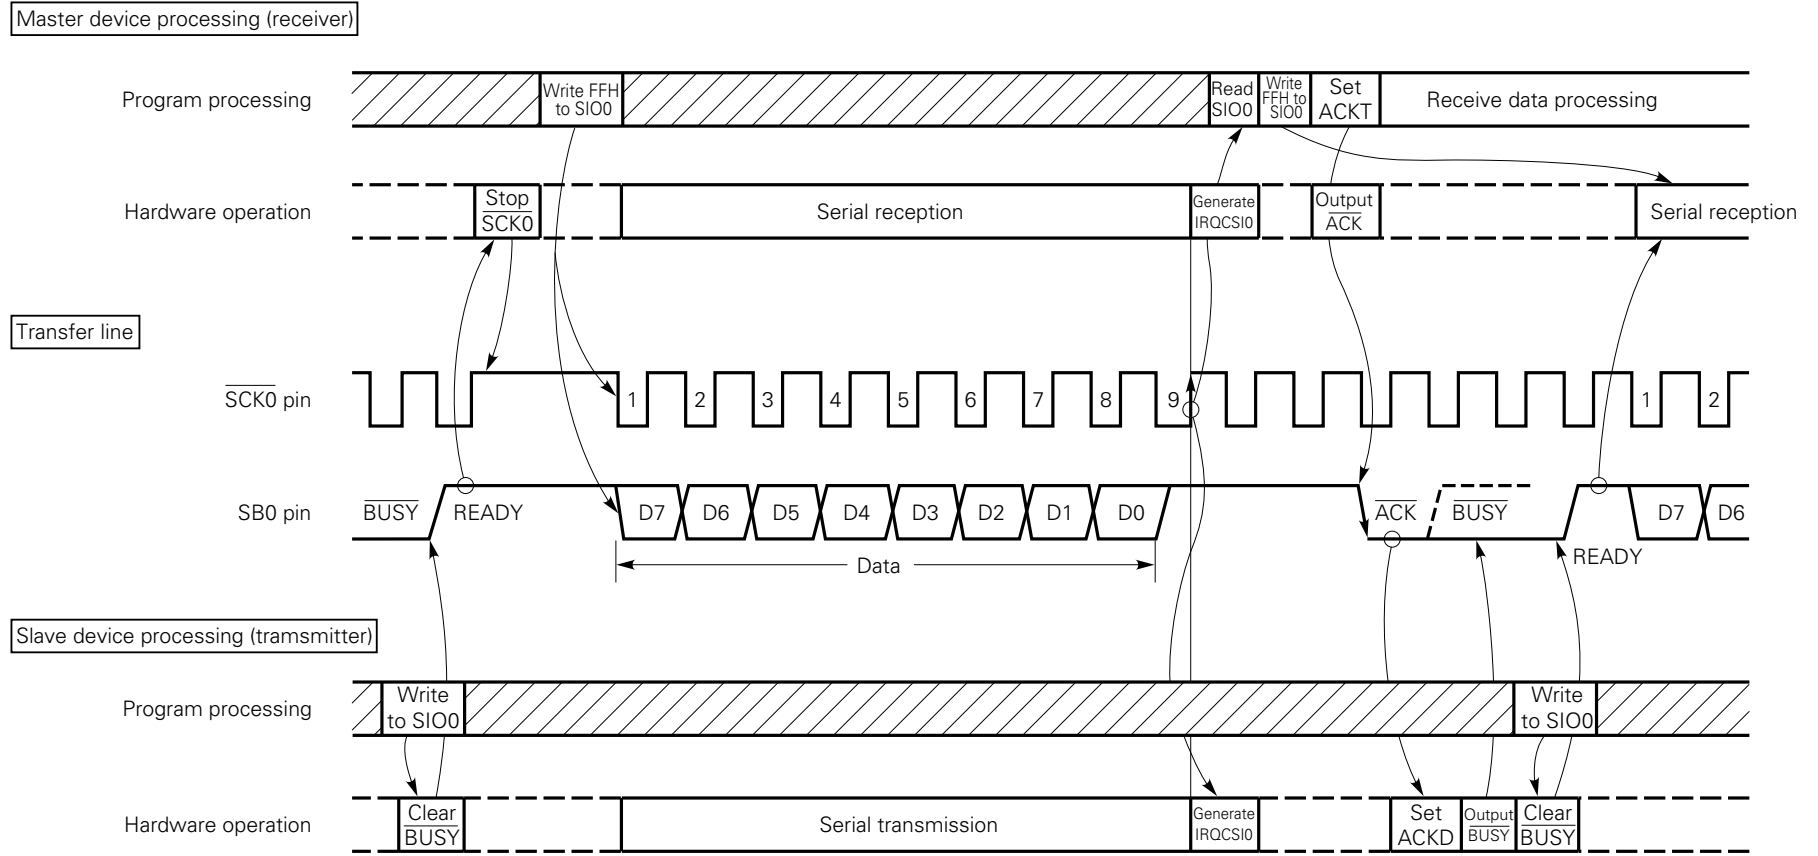 Master device processing (receiver)
Program processing
Write FFH
to SIO0
Read
SIO0
Write
FFH to
SIO0
Set
ACKT
Receive data processing
Hardware operation
Stop
SCK0
Serial reception
Generate
IRQCSI0
Output
ACK
Serial reception
Transfer line
SCK0 pin
1 2 3 4 5 6 7 8 9 1 2
SB0 pin
BUSY READY D7 D6 D5 D4 D3 D2 D1 D0 ACK BUSY D7 D6
READY
Data
Slave device processing (tramsmitter)
Program processing
Write
to SIO0
Write
to SIO0
Hardware operation
Clear
BUSY
Serial transmission
Generate
IRQCSI0
Set
ACKD
Output
BUSY
Clear
BUSY